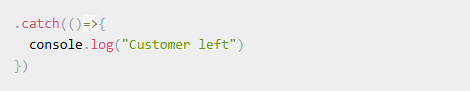 .catch(()=>{
  console.log("Customer left")
})